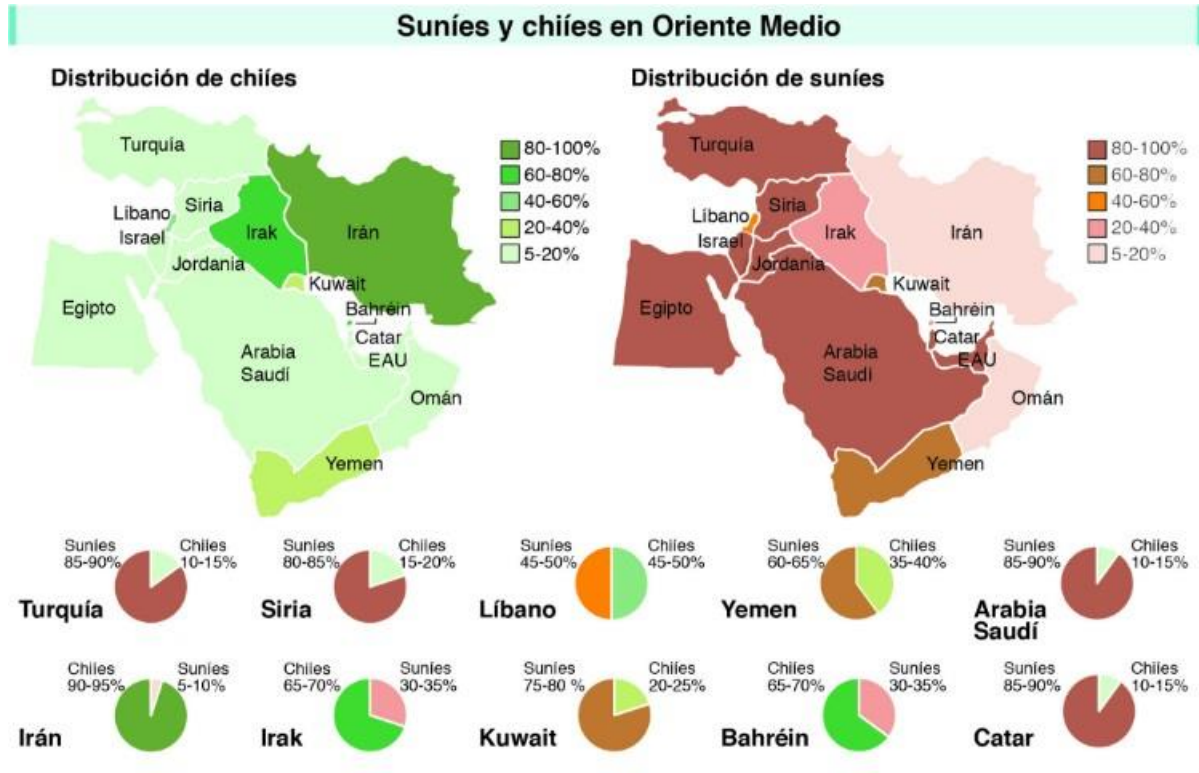 Suníes y chiíes en Oriente Medio
Distribución de chiíes
Turquía
Siria
Líbano
Israel
Irak
Irán
Jordania
Kuwait
Egipto
Bahréin
Catar
EAU
Arabia
Saudí
Omán
Yemen
80-100%
60-80%
40-60%
20-40%
5-20%
Distribución de suníes
Turquía
Siria
Líbano
Israel
Irak
Irán
Jordania
Kuwait
Egipto
Bahréin
Catar
EAU
Arabia
Saudí
Omán
Yemen
80-100%
60-80%
40-60%
20-40%
5-20%
Suníes
85-90%
Chiíes
10-15%
Turquía
Suníes
80-85%
Chiíes
15-20%
Siria
Suníes
45-50%
Chiíes
45-50%
Líbano
Suníes
60-65%
Chiíes
35-40%
Yemen
Suníes
85-90%
Chiíes
10-15%
Arabia
Saudí
Chiíes
90-95%
Suníes
5-10%
Irán
Chiíes
65-70%
Suníes
30-35%
Irak
Suníes
75-80 %
Chiíes
20-25%
Kuwait
Chiíes
65-70%
Suníes
30-35%
Bahréin
Suníes
85-90%
Chiíes
10-15%
Catar